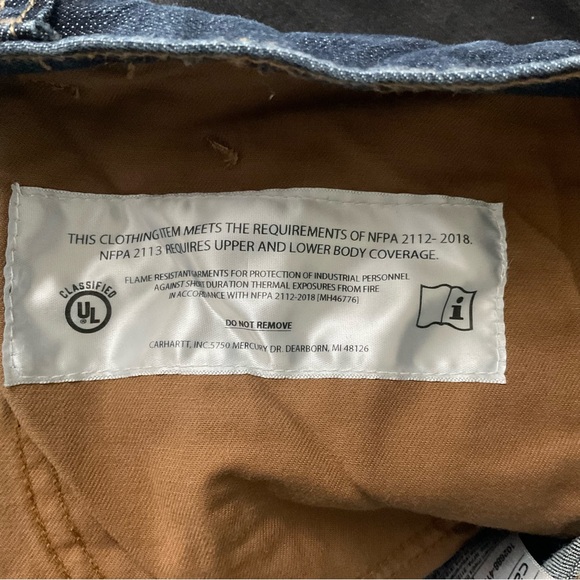 THIS CLOTHINGITEM MEETS THE REQUIREMENTS OF NFPA 2112- 2018.
NFPA 2113 REQUIRES UPPER AND LOWER BODY COVERAGE.
FLAME RESISTANT GARMENTS FOR PROTECTION OF INDUSTRIAL PERSONNEL
AGAINST SHORT DURATION THERMAL EXPOSURES FROM FIRE
IN ACCORDANCE WITH NFPA 2112-2018 [MH46776]
CLASSIFIED
UL
i
DO NOT REMOVE
CARHARTT, INC.5750 MERCURY DR. DEARBORN, MI 48126